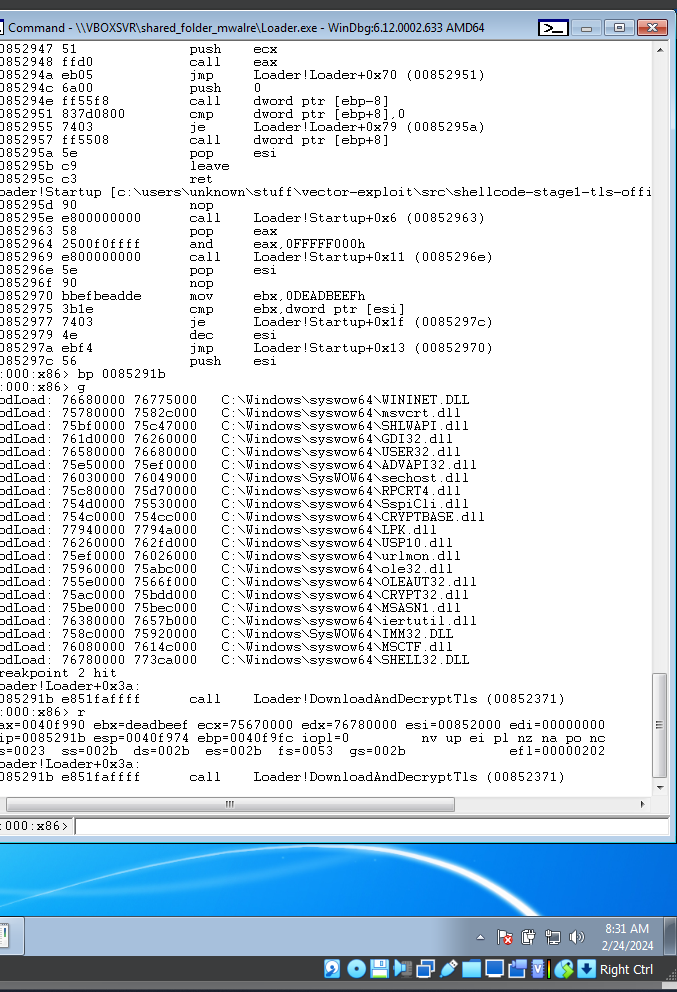 Command - \\VBOXSVR\shared_folder_mwalre\Loader.exe - WinDbg:6.12.0002.633 AMD64
0852947 51 push ecx
0852948 ffd0 call eax
085294a eb05 jmp Loader!Loader+0x70 (00852951)
085294c 6a00 push 0
085294e ff55f8 call dword ptr [ebp-8]
0852951 837d0800 cmp dword ptr [ebp+8],0
0852955 7403 je Loader!Loader+0x79 (0085295a)
0852957 ff5508 call dword ptr [ebp+8]
085295a 5e pop esi
085295b c9 leave
085295c c3 ret
oader!Startup [c:\users\unknown\stuff\vector-exploit\src\shellcode-stage1-tls-offi
085295d 90 nop
085295e e800000000 call Loader!Startup+0x6 (00852963)
0852963 58 pop eax
0852964 2500f0ffff and eax,0FFFFF000h
0852969 e800000000 call Loader!Startup+0x11 (0085296e)
085296e 5e pop esi
085296f 90 nop
0852970 bbefbeadde mov ebx,0DEADBEEFh
0852975 3b1e cmp ebx,dword ptr [esi]
0852977 7403 je Loader!Startup+0x1f (0085297c)
0852979 4e dec esi
085297a ebf4 jmp Loader!Startup+0x13 (00852970)
085297c 56 push esi
:000:x86> bp 0085291b
:000:x86> g
odLoad: 76680000 76775000 C:\Windows\syswow64\WININET.DLL
odLoad: 75780000 7582c000 C:\Windows\syswow64\msvcrt.dll
odLoad: 75bf0000 75c47000 C:\Windows\syswow64\SHLWAPI.dll
odLoad: 761d0000 76260000 C:\Windows\syswow64\GDI32.dll
odLoad: 76580000 76680000 C:\Windows\syswow64\USER32.dll
odLoad: 75e50000 75ef0000 C:\Windows\syswow64\ADVAPI32.dll
odLoad: 76030000 76049000 C:\Windows\SysWOW64\sechost.dll
odLoad: 75c80000 75d70000 C:\Windows\syswow64\RPCRT4.dll
odLoad: 754d0000 75530000 C:\Windows\syswow64\SspiCli.dll
odLoad: 754c0000 754cc000 C:\Windows\syswow64\CRYPTBASE.dll
odLoad: 77940000 7794a000 C:\Windows\syswow64\LPK.dll
odLoad: 76260000 762fd000 C:\Windows\syswow64\USP10.dll
odLoad: 75ef0000 76026000 C:\Windows\syswow64\urlmon.dll
odLoad: 75960000 75abc000 C:\Windows\syswow64\ole32.dll
odLoad: 755e0000 7566f000 C:\Windows\syswow64\OLEAUT32.dll
odLoad: 75ac0000 75bdd000 C:\Windows\syswow64\CRYPT32.dll
odLoad: 75be0000 75bec000 C:\Windows\syswow64\MSASN1.dll
odLoad: 76380000 7657b000 C:\Windows\syswow64\iertutil.dll
odLoad: 758c0000 75920000 C:\Windows\SysWOW64\IMM32.DLL
odLoad: 76080000 7614c000 C:\Windows\syswow64\MSCTF.dll
odLoad: 76780000 773ca000 C:\Windows\syswow64\SHELL32.DLL
reakpoint 2 hit
oader!Loader+0x3a:
085291b e851faffff call Loader!DownloadAndDecryptTls (00852371)
:000:x86> r
ax=0040f990 ebx=deadbeef ecx=75670000 edx=76780000 esi=00852000 edi=00000000
ip=0085291b esp=0040f974 ebp=0040f9fc iopl=0 nv up ei pl nz na po nc
s=0023 ss=002b ds=002b es=002b fs=0053 gs=002b efl=00000202
oader!Loader+0x3a:
085291b e851faffff call Loader!DownloadAndDecryptTls (00852371)
:000:x86>
8:31 AM
2/24/2024
Right Ctrl